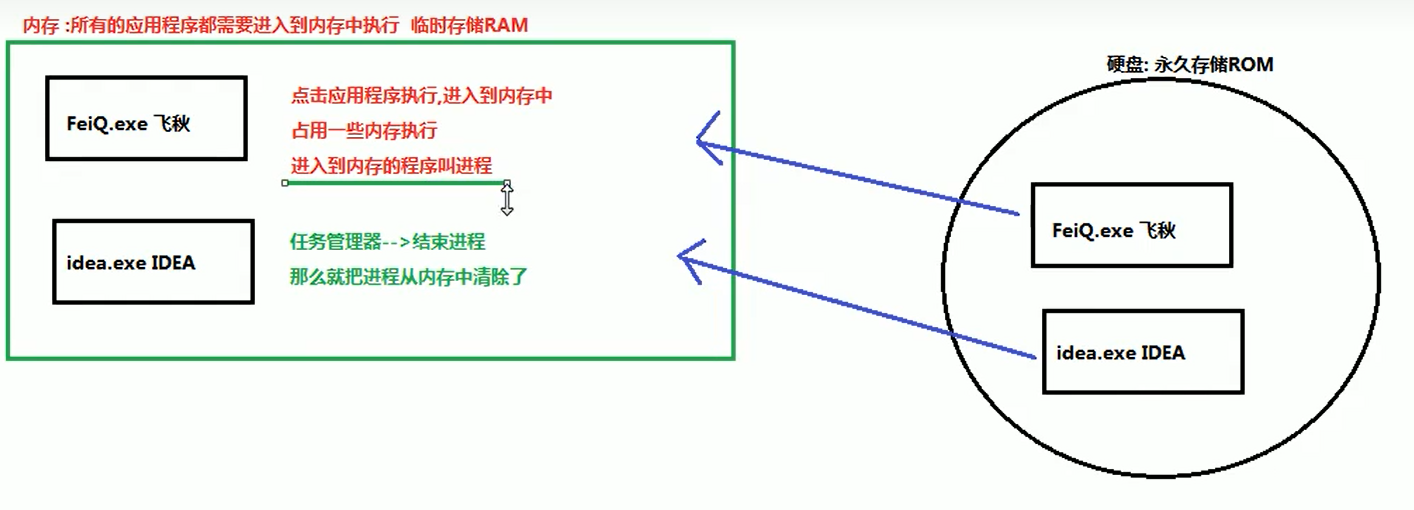 内存 :所有的应用程序都需要进入到内存中执行  临时存储RAM
FeiQ.exe 飞秋
点击应用程序执行,进入到内存中
占用一些内存执行
进入到内存的程序叫进程
idea.exe IDEA
任务管理器-->结束进程
那么就把进程从内存中清除了
硬盘: 永久存储ROM
FeiQ.exe 飞秋
idea.exe IDEA